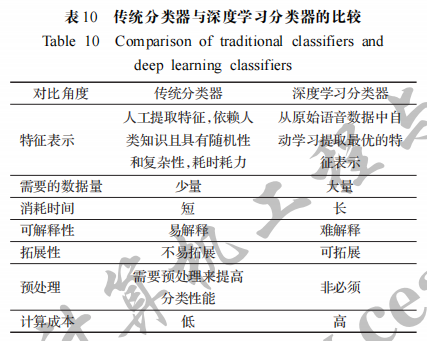 表 10 传统分类器与深度学习分类器的比较
Table 10 Comparison of traditional classifiers and
deep learning classifiers
对比角度 传统分类器 深度学习分类器
特征表示 人工提取特征,依赖人类知识且具有随机性和复杂性,耗时耗力 从原始语音数据中自动学习提取最优的特征表示
需要的数据量 少量 大量
消耗时间 短 长
可解释性 易解释 难解释
拓展性 不易拓展 可拓展
预处理 需要预处理来提高分类性能 非必须
计算成本 低 高
计算机工程与